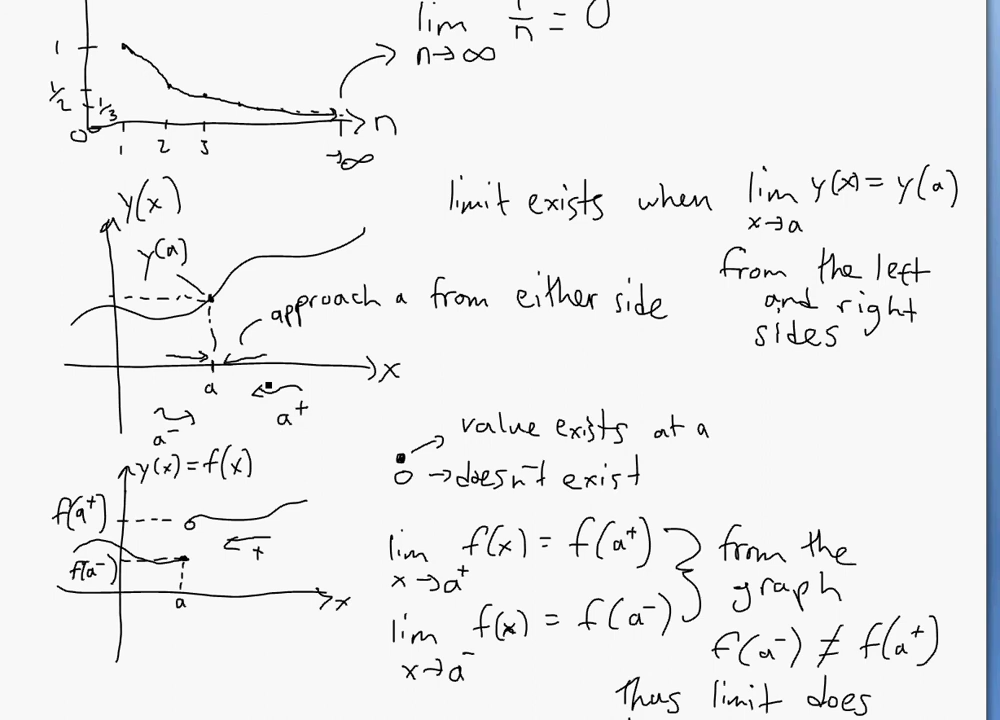 lim 1/n = 0
n→∞
1
1/2
1/3
0
1 2 3
→∞
n
y(x)
y(a)
limit exists when lim y(x) = y(a)
x→a
from the left
and right
sides
approach a from either side
a
x
a⁻
a⁺
value exists at a
→ doesn't exist
y(x) = f(x)
f(a⁺)
f(a⁻)
+
a
x
lim f(x) = f(a⁺)
x→a⁺
lim f(x) = f(a⁻)
x→a⁻
from the
graph
f(a⁻) ≠ f(a⁺)
Thus limit does